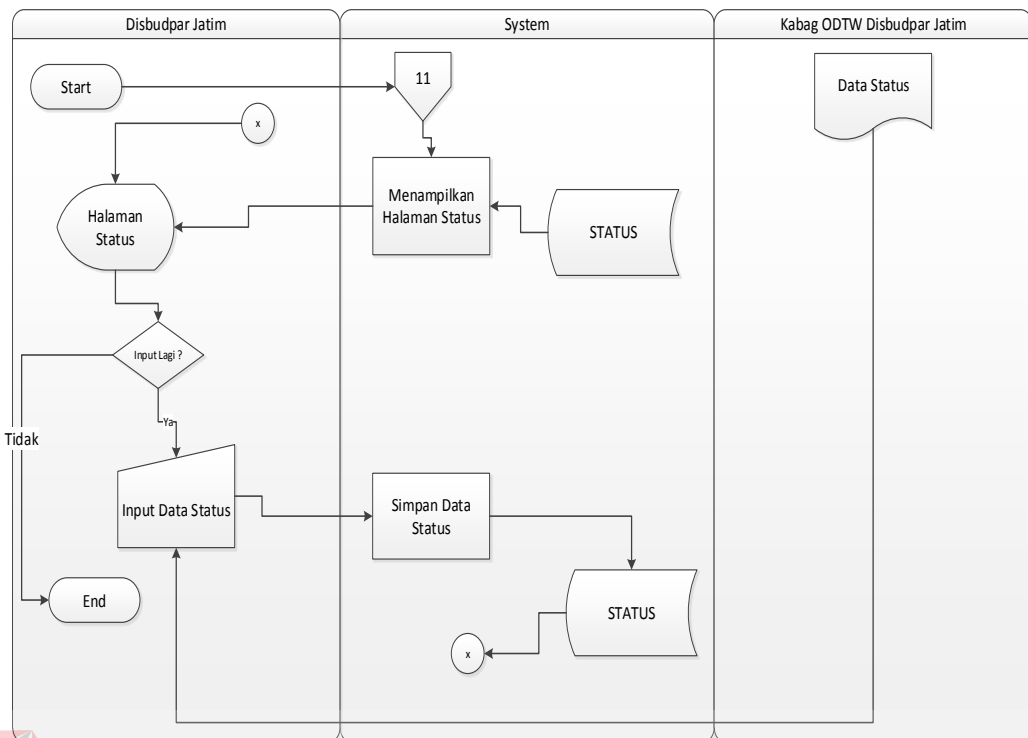 Disbudpar Jatim
System
Kabag ODTW Disbudpar Jatim
Start
11
Data Status
x
Halaman
Status
Menampilkan
Halaman Status
STATUS
Input Lagi ?
Ya
Tidak
Input Data Status
Simpan Data
Status
End
STATUS
x